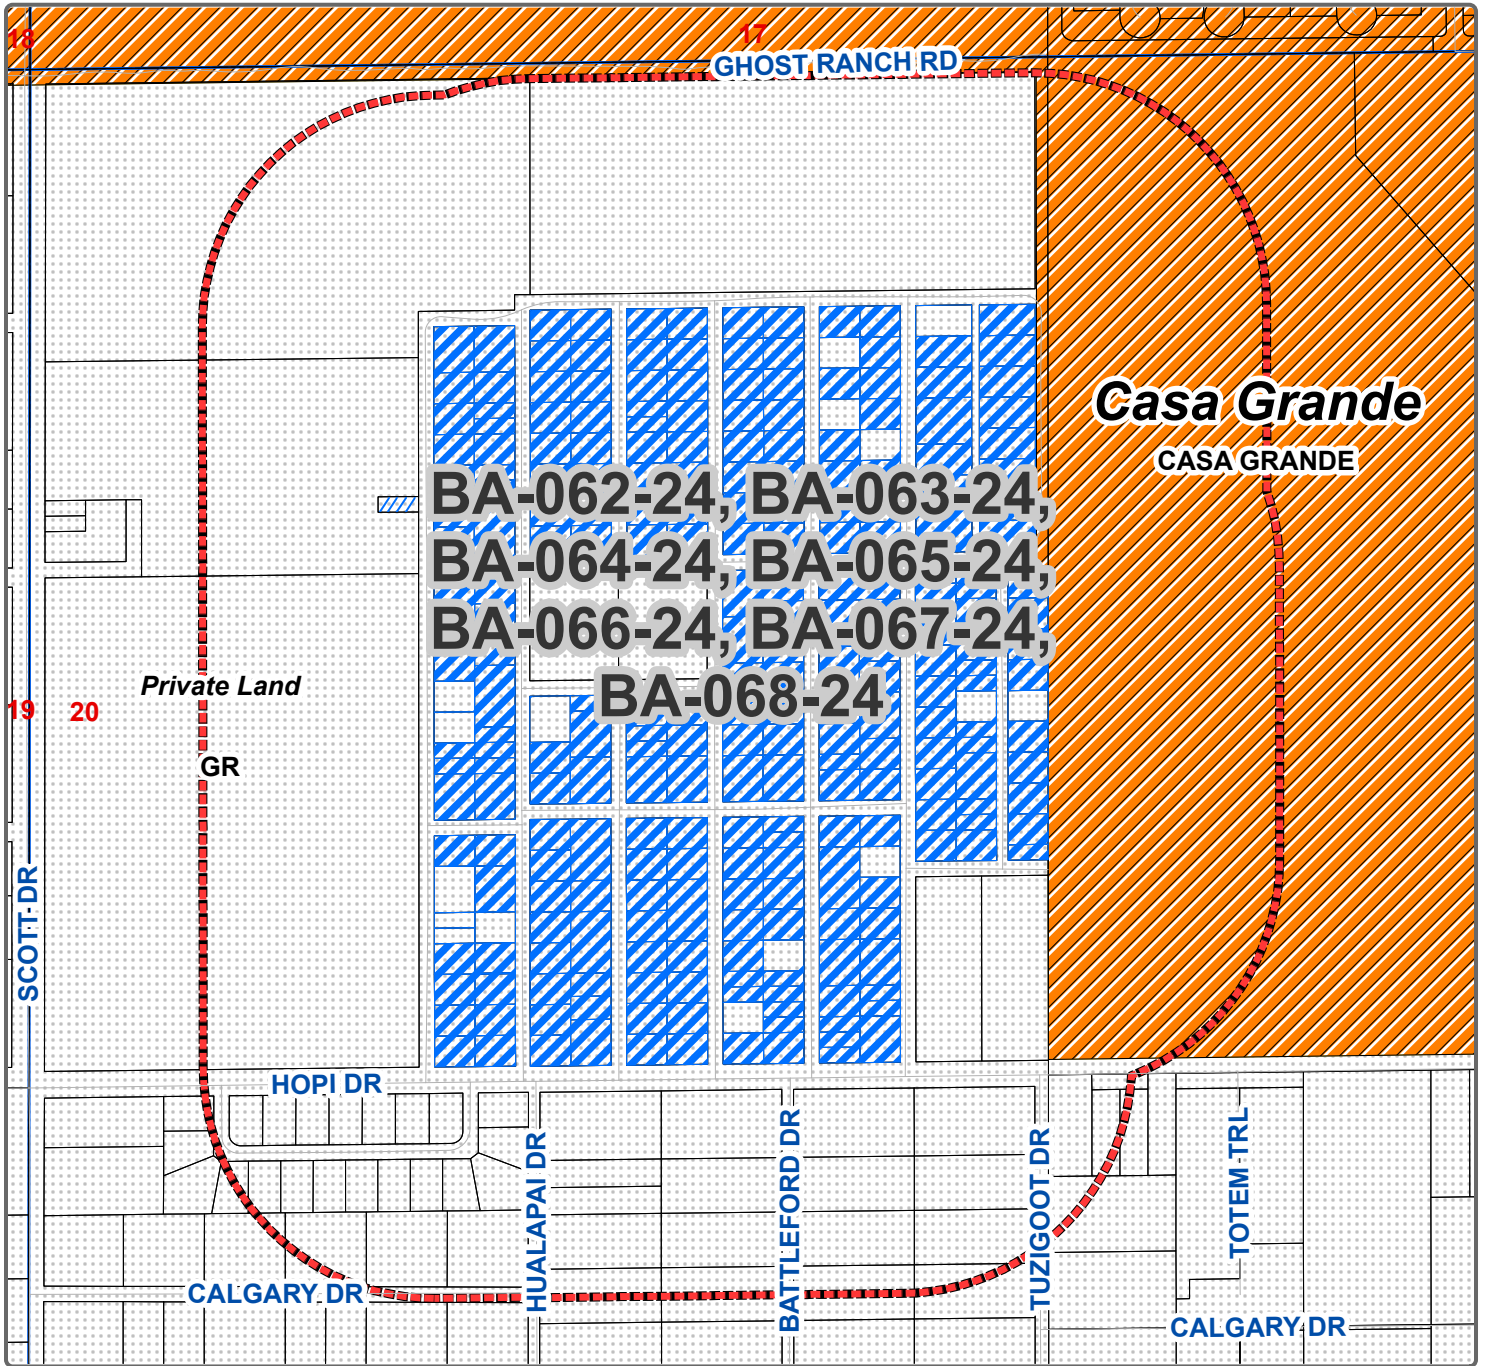 18
17
GHOST RANCH RD
Casa Grande
CASA GRANDE
BA-062-24, BA-063-24,
BA-064-24, BA-065-24,
BA-066-24, BA-067-24,
BA-068-24
Private Land
19
20
GR
SCOTT DR
HOPI DR
HUALAPAI DR
BATTLEFORD DR
TUZIGOOT DR
TOTEM TRL
CALGARY DR
CALGARY DR